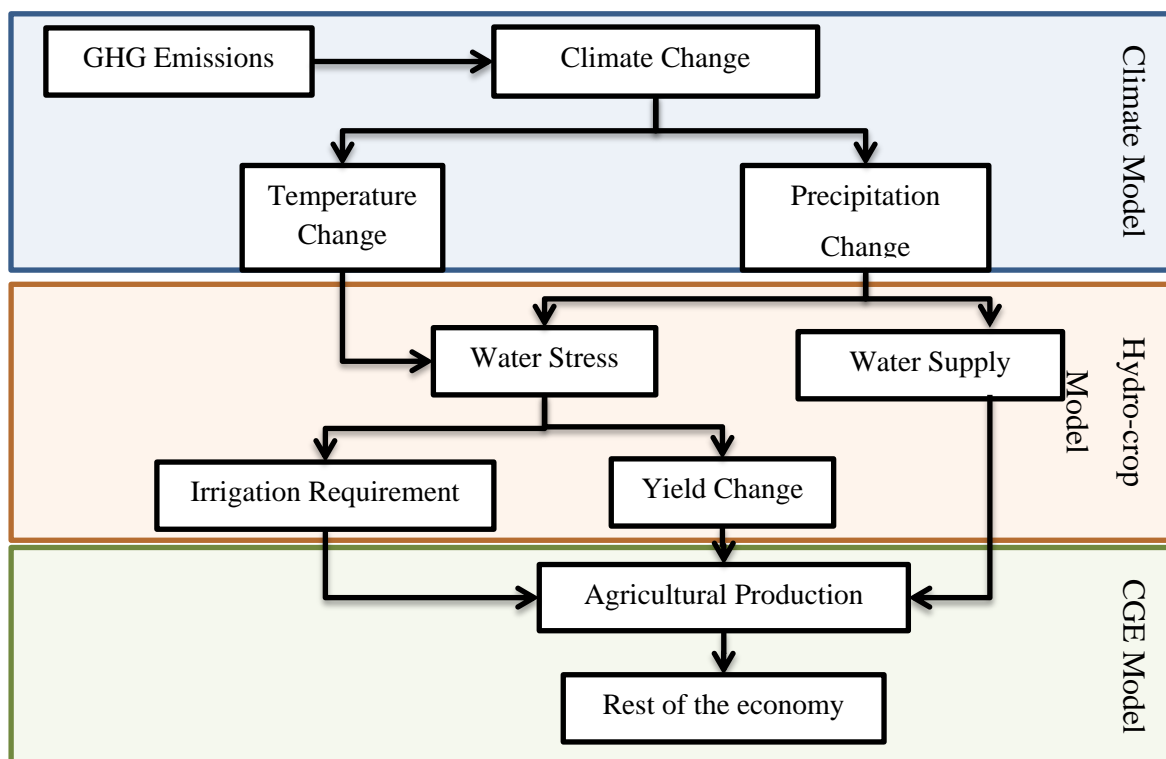 GHG Emissions
Climate Change
Temperature
Change
Precipitation
Change
Climate Model
Water Stress
Water Supply
Irrigation Requirement
Yield Change
Hydro-crop
Model
Agricultural Production
Rest of the economy
CGE Model